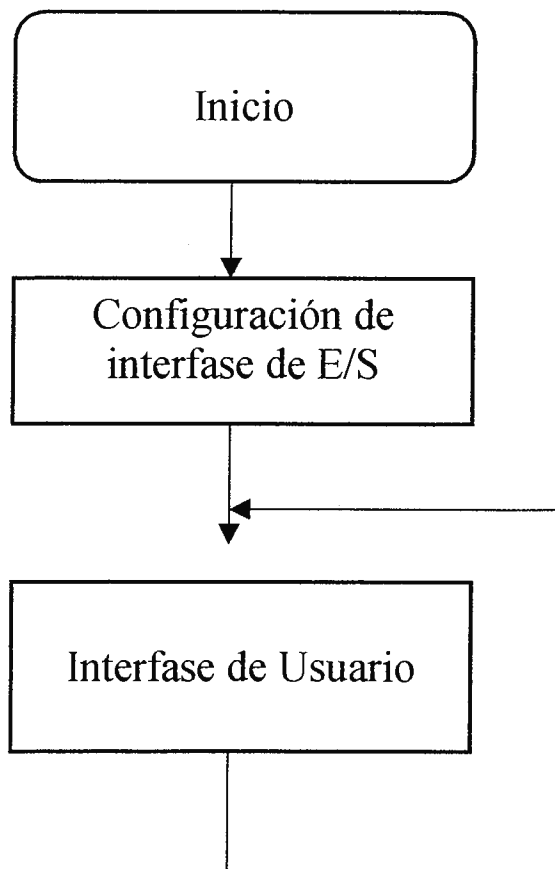 Inicio
Configuración de
interfase de E/S
Interfase de Usuario